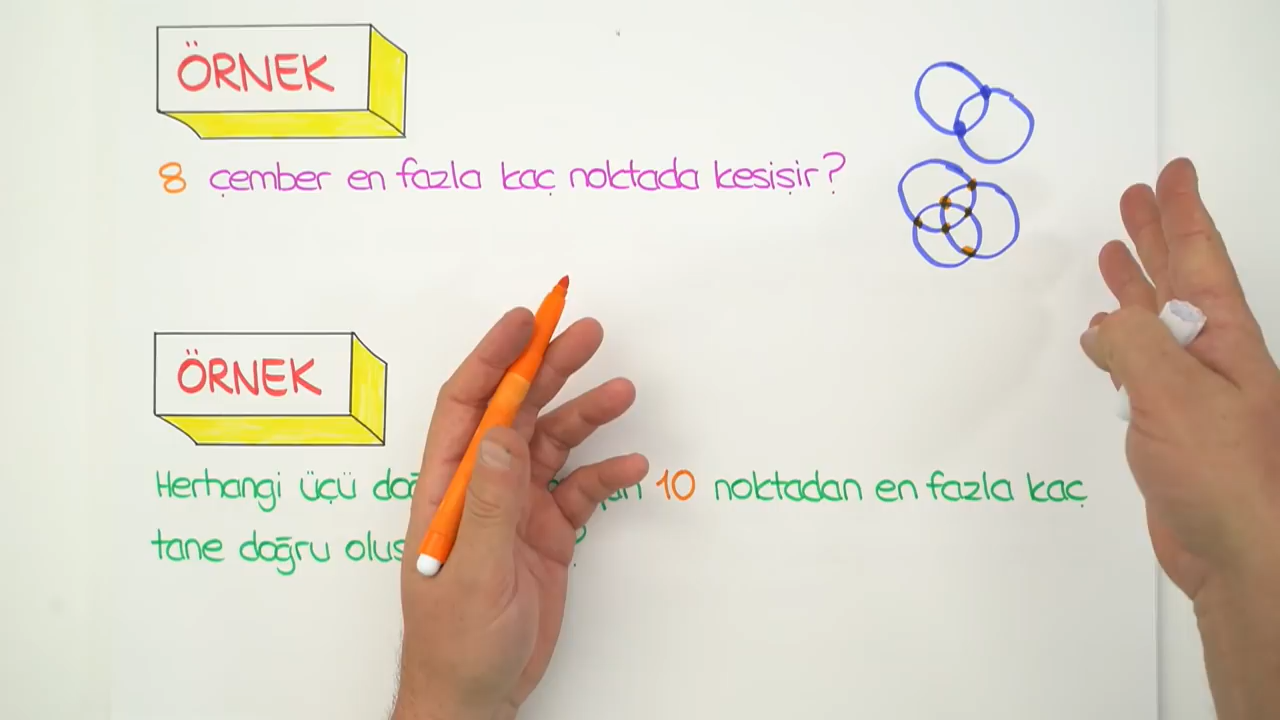 ÖRNEK
8 çember en fazla kaç noktada kesişir?
ÖRNEK
Herhangi üçü 10 noktadan en fazla kaç
tane doğru